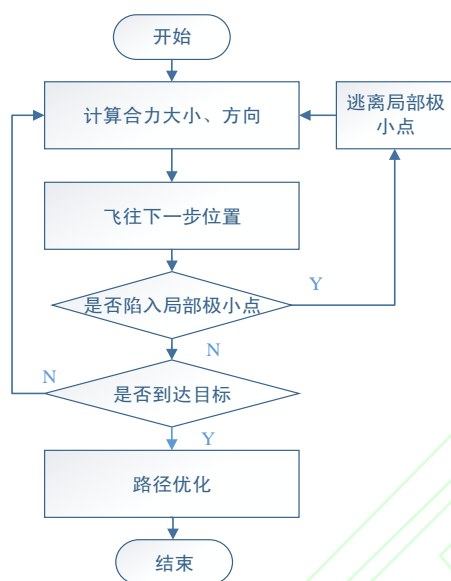 开始
计算合力大小、方向
逃离局部极
小点
飞往下一步位置
是否陷入局部极小点
Y
N
是否到达目标
N
Y
路径优化
结束